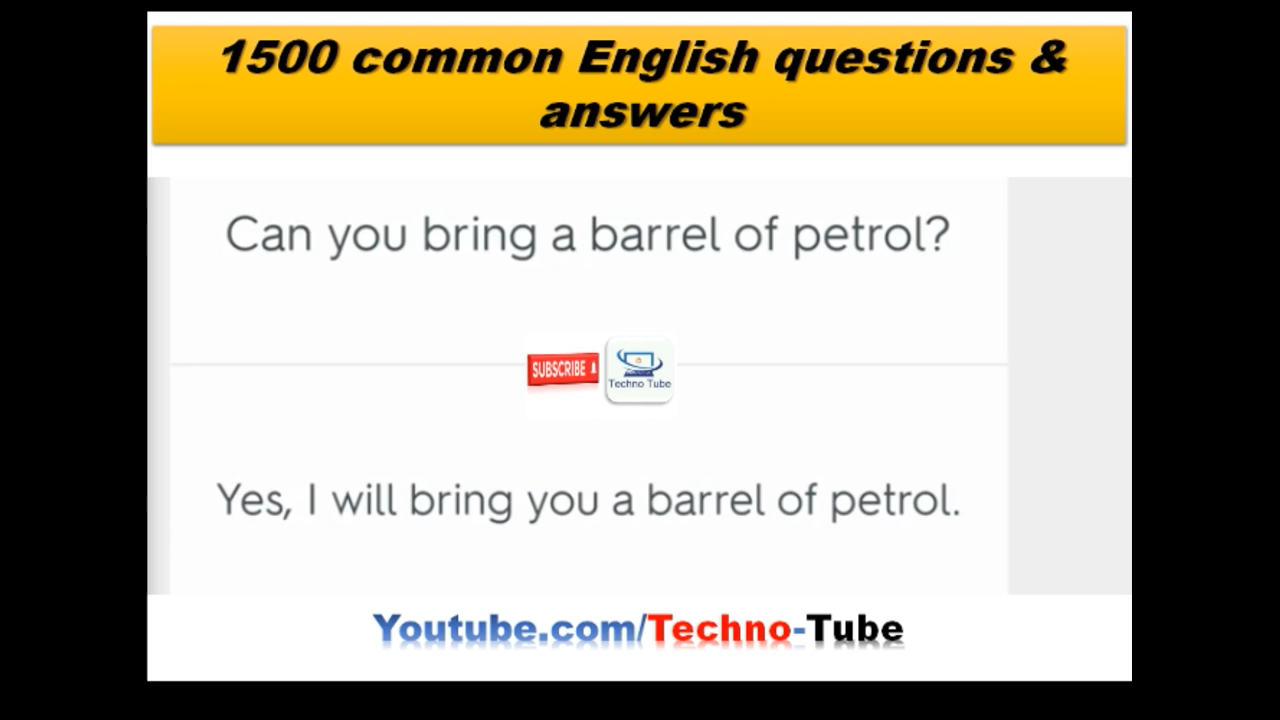 1500 common English questions &
answers
Can you bring a barrel of petrol?
SUBSCRIBE
Techno Tube
Yes, I will bring you a barrel of petrol.
Youtube.com/Techno-Tube